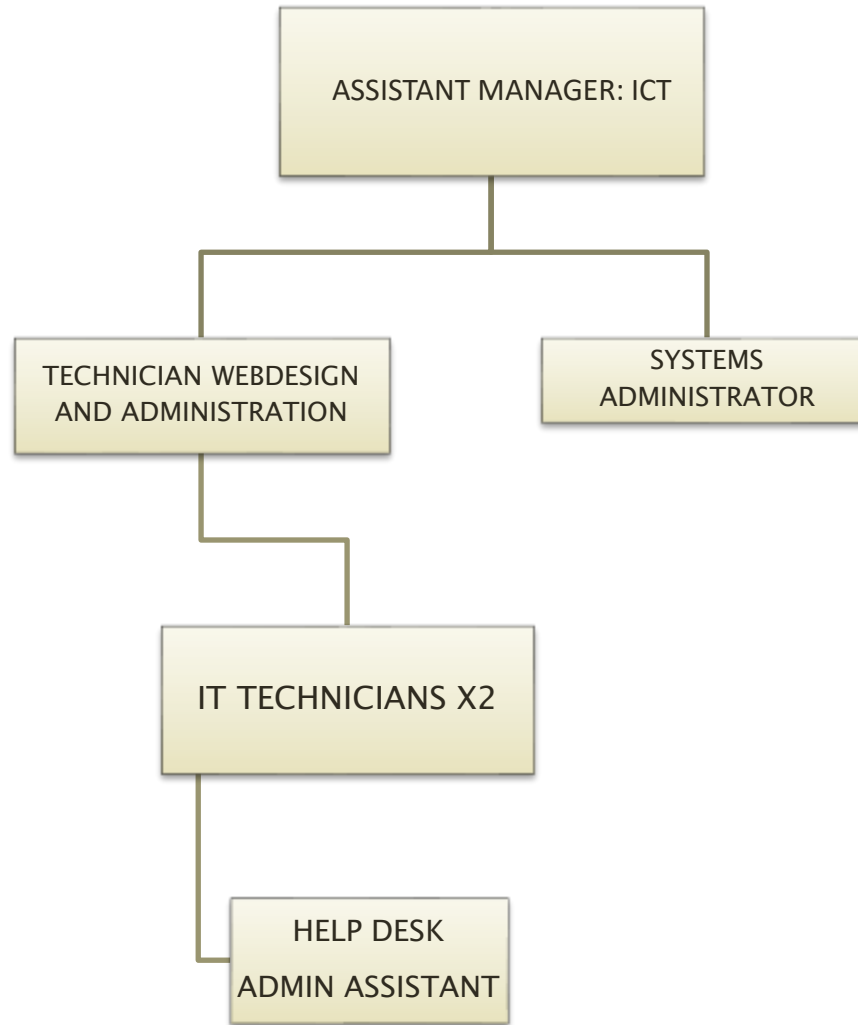 ASSISTANT MANAGER: ICT
TECHNICIAN WEBDESIGN
AND ADMINISTRATION
SYSTEMS
ADMINISTRATOR
IT TECHNICIANS X2
HELP DESK
ADMIN ASSISTANT